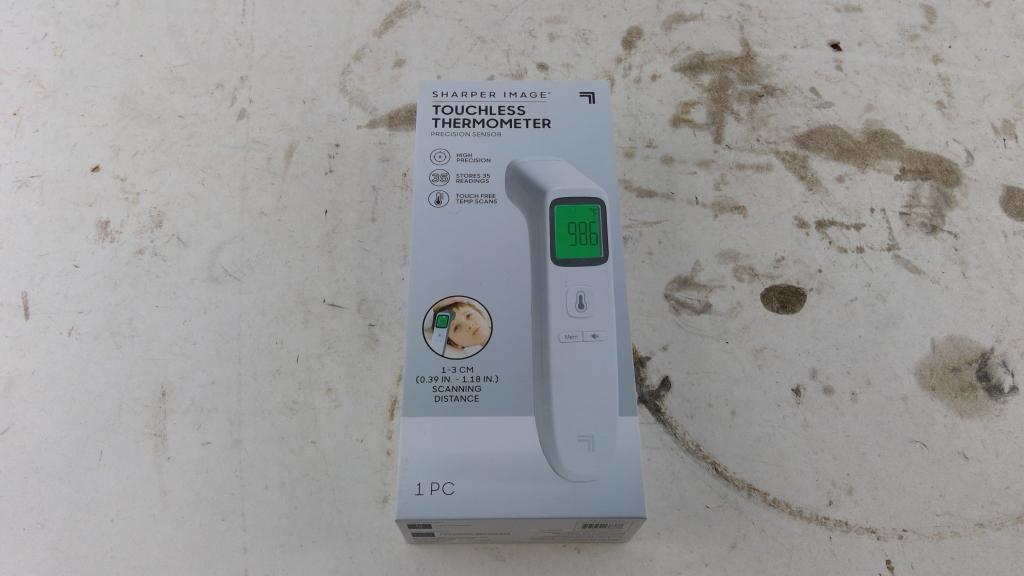 SHARPER IMAGE®
TOUCHLESS
THERMOMETER
PRECISION SENSOR
HIGH
PRECISION
35
STORES 35
READINGS
TOUCH FREE
TEMP SCANS
°F
98.6
Mem
1-3 CM
(0.39 IN. - 1.18 IN.)
SCANNING
DISTANCE
1 PC